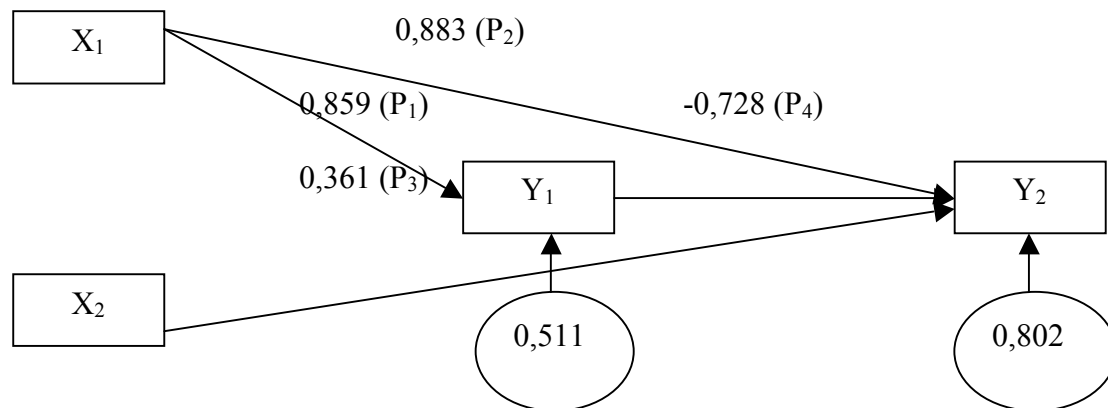 X₁
0,883 (P₂)
0,859 (P₁)
-0,728 (P₄)
0,361 (P₃)
Y₁
Y₂
X₂
0,511
0,802